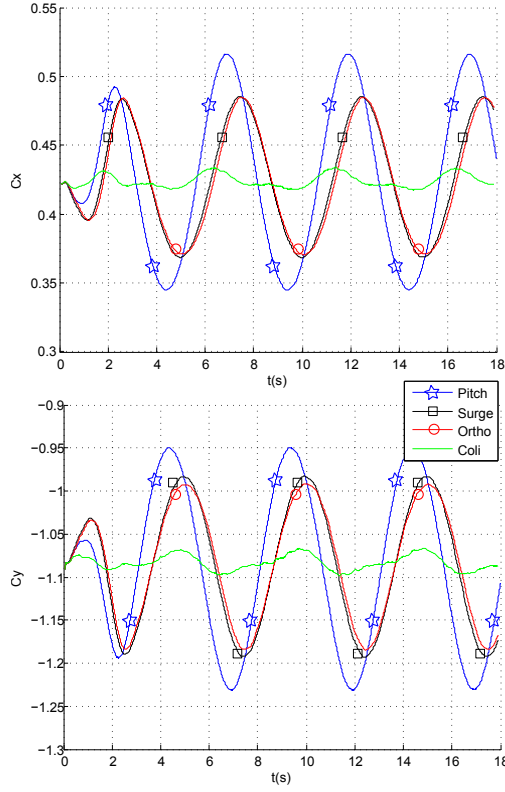 0.55
0.5
0.45
0.4
0.35
0.3
Cx
0 2 4 6 8 10 12 14 16 18
t(s)
Pitch
Surge
Ortho
Coli
−0.9
−0.95
−1
−1.05
−1.1
−1.15
−1.2
−1.25
−1.3
Cy
0 2 4 6 8 10 12 14 16 18
t(s)